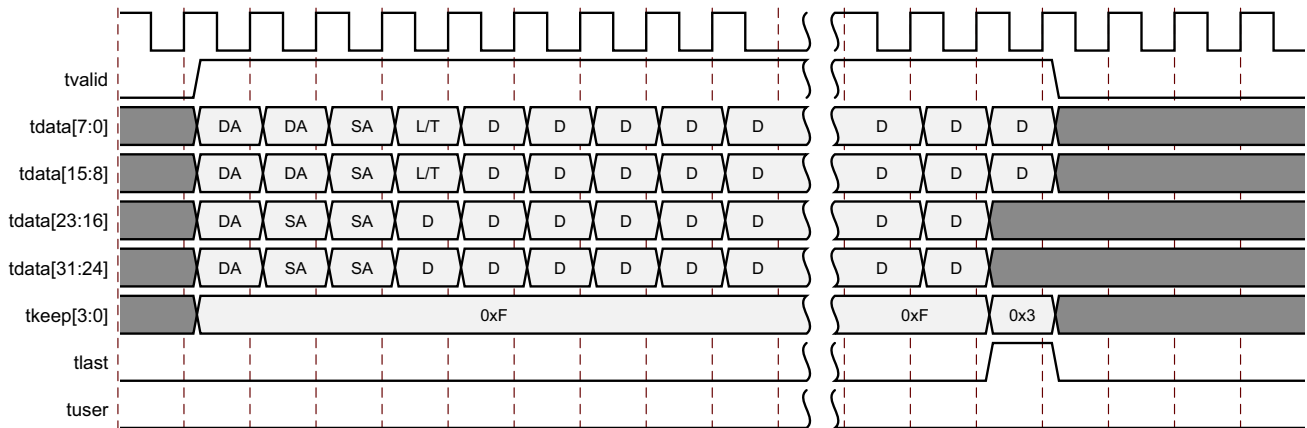 tvalid
tdata[7:0] DA DA SA L/T D D D D D D D D
tdata[15:8] DA DA SA L/T D D D D D D D D
tdata[23:16] DA SA SA D D D D D D D D
tdata[31:24] DA SA SA D D D D D D D D
tkeep[3:0] 0xF 0xF 0x3
tlast
tuser